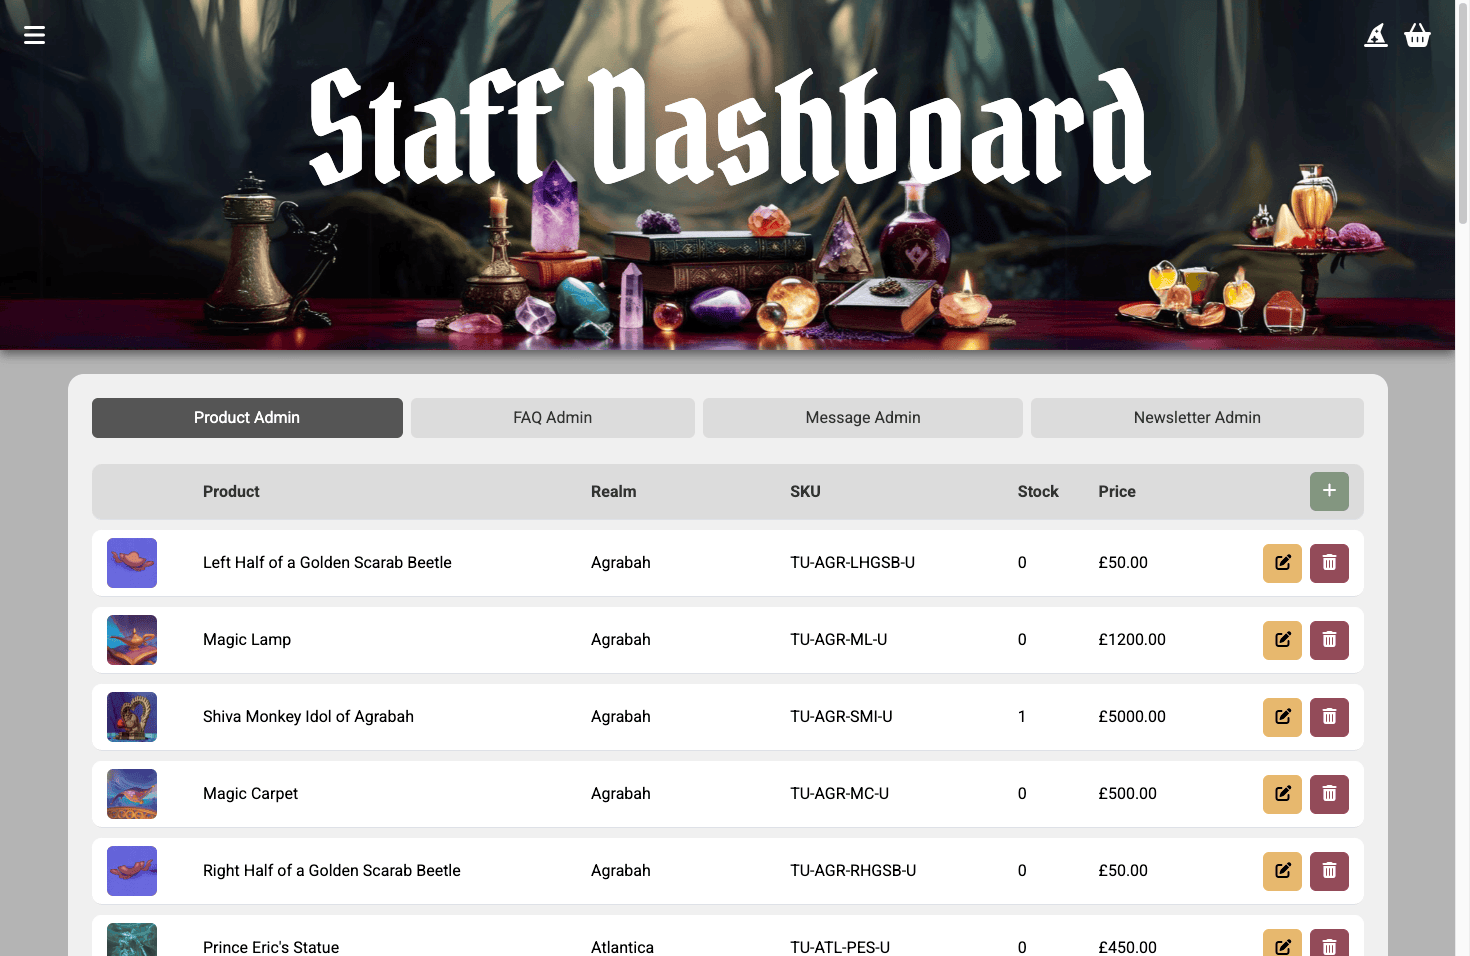 Staff Dashboard
Product Admin FAQ Admin Message Admin Newsletter Admin
Product Realm SKU Stock Price +
Left Half of a Golden Scarab Beetle Agrabah TU-AGR-LHGSB-U 0 £50.00
Magic Lamp Agrabah TU-AGR-ML-U 0 £1200.00
Shiva Monkey Idol of Agrabah Agrabah TU-AGR-SMI-U 1 £5000.00
Magic Carpet Agrabah TU-AGR-MC-U 0 £500.00
Right Half of a Golden Scarab Beetle Agrabah TU-AGR-RHGSB-U 0 £50.00
Prince Eric's Statue Atlantica TU-ATL-PES-U 0 £450.00